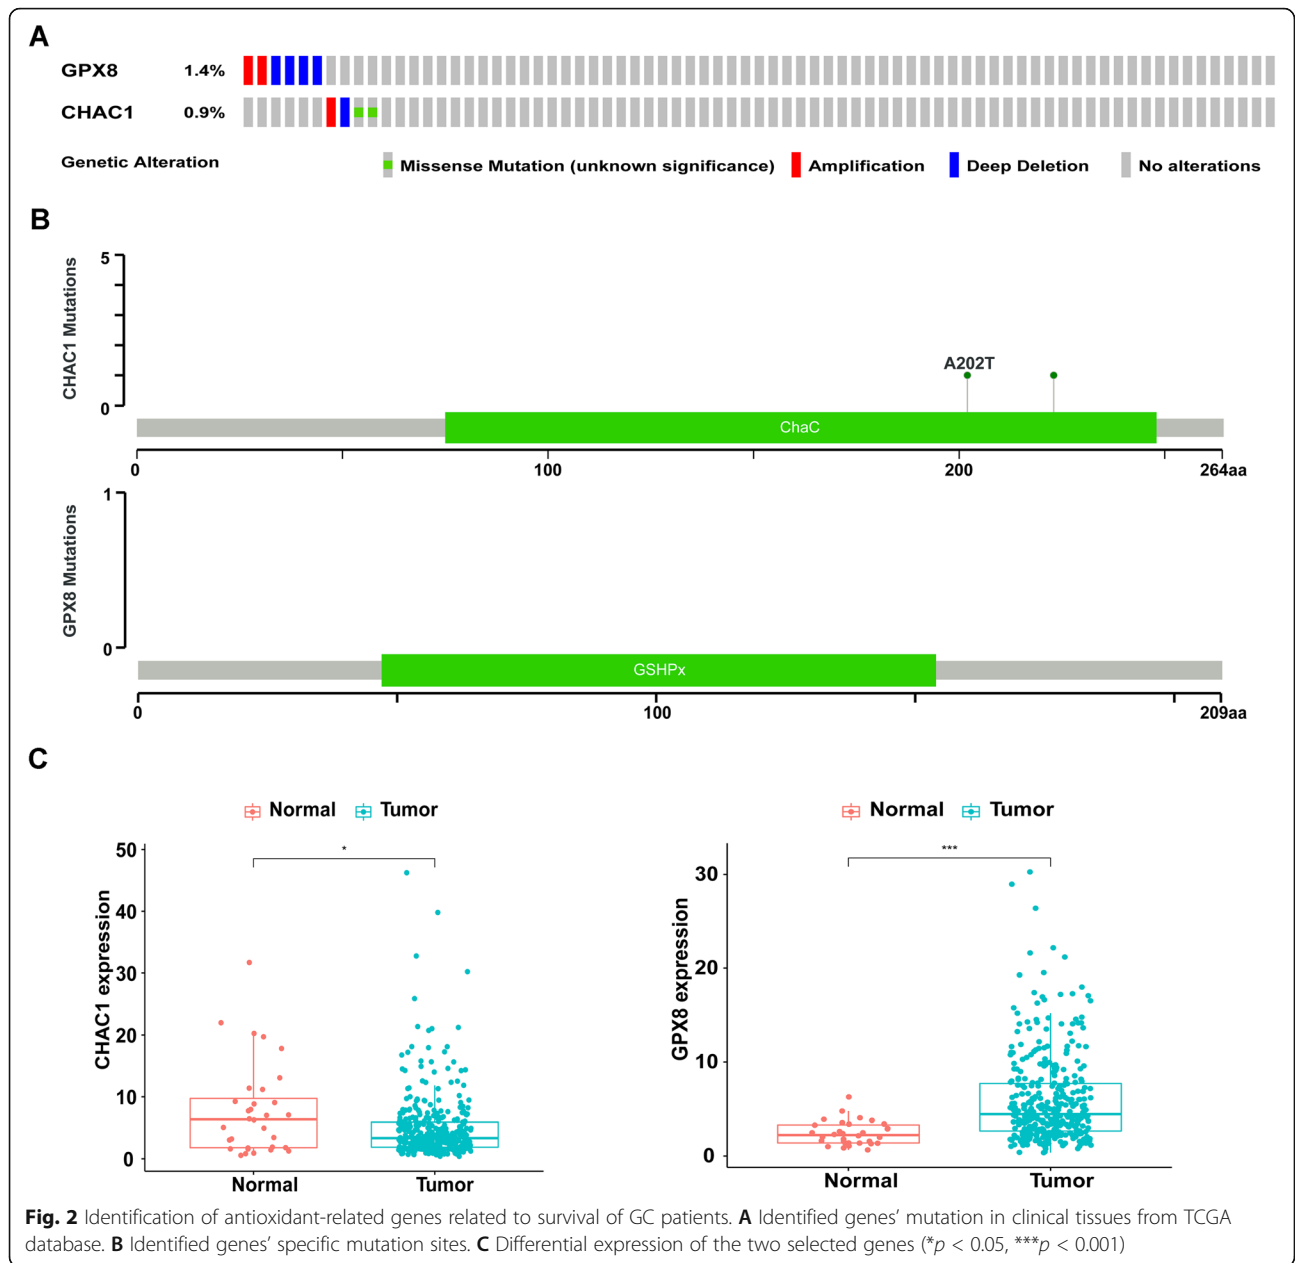 A
GPX8 1.4%
CHAC1 0.9%
Genetic Alteration Missense Mutation (unknown significance) Amplification Deep Deletion No alterations
B
CHAC1 Mutations
5
0
A202T
ChaC
0 100 200 264aa
GPX8 Mutations
1
0
GSHPx
0 100 209aa
C
Normal Tumor
CHAC1 expression
50
40
30
20
10
0
*
Normal Tumor
Normal Tumor
GPX8 expression
30
20
10
0
***
Normal Tumor
Fig. 2 Identification of antioxidant-related genes related to survival of GC patients. A Identified genes' mutation in clinical tissues from TCGA
database. B Identified genes' specific mutation sites. C Differential expression of the two selected genes (*p < 0.05, ***p < 0.001)